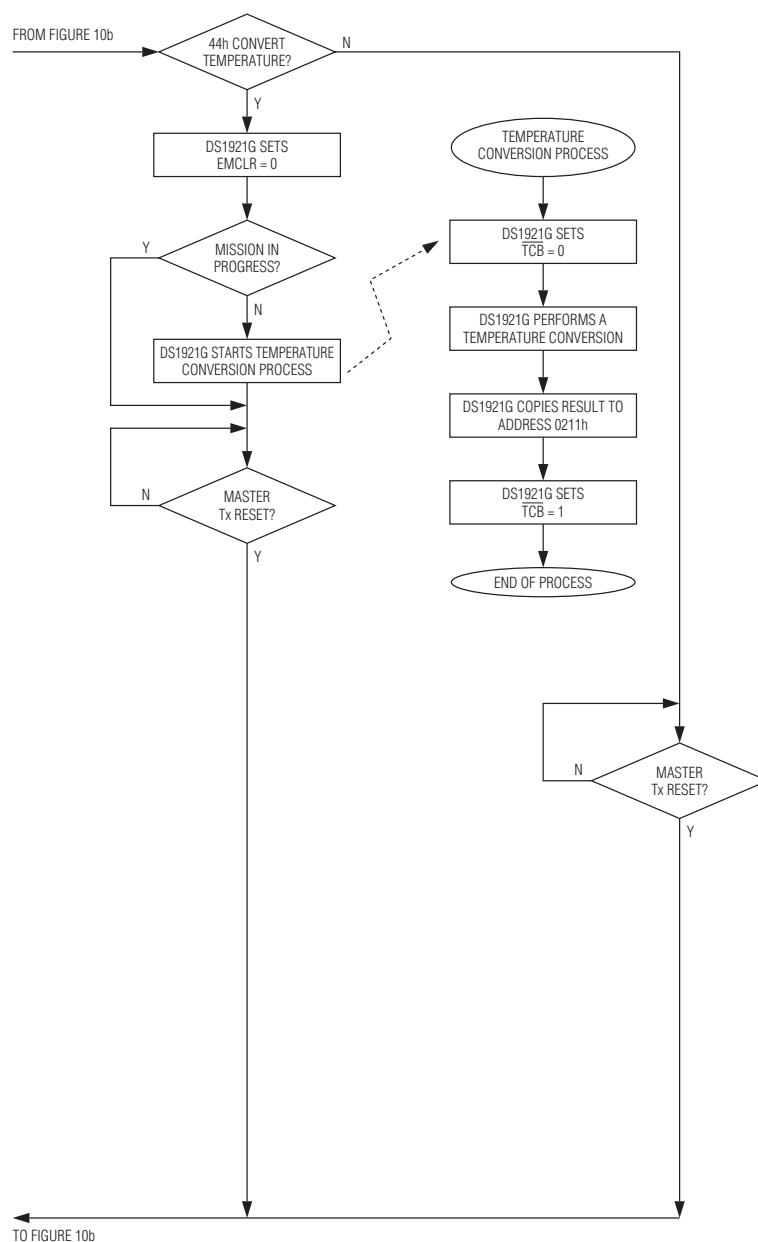 FROM FIGURE 10b
44h CONVERT
TEMPERATURE?
N
Y
DS1921G SETS
EMCLR = 0
TEMPERATURE
CONVERSION PROCESS
Y
MISSION IN
PROGRESS?
N
DS1921G SETS
T̅C̅B̅ = 0
DS1921G STARTS TEMPERATURE
CONVERSION PROCESS
DS1921G PERFORMS A
TEMPERATURE CONVERSION
DS1921G COPIES RESULT TO
ADDRESS 0211h
N
MASTER
Tx RESET?
Y
DS1921G SETS
T̅C̅B̅ = 1
END OF PROCESS
N
MASTER
Tx RESET?
Y
TO FIGURE 10b